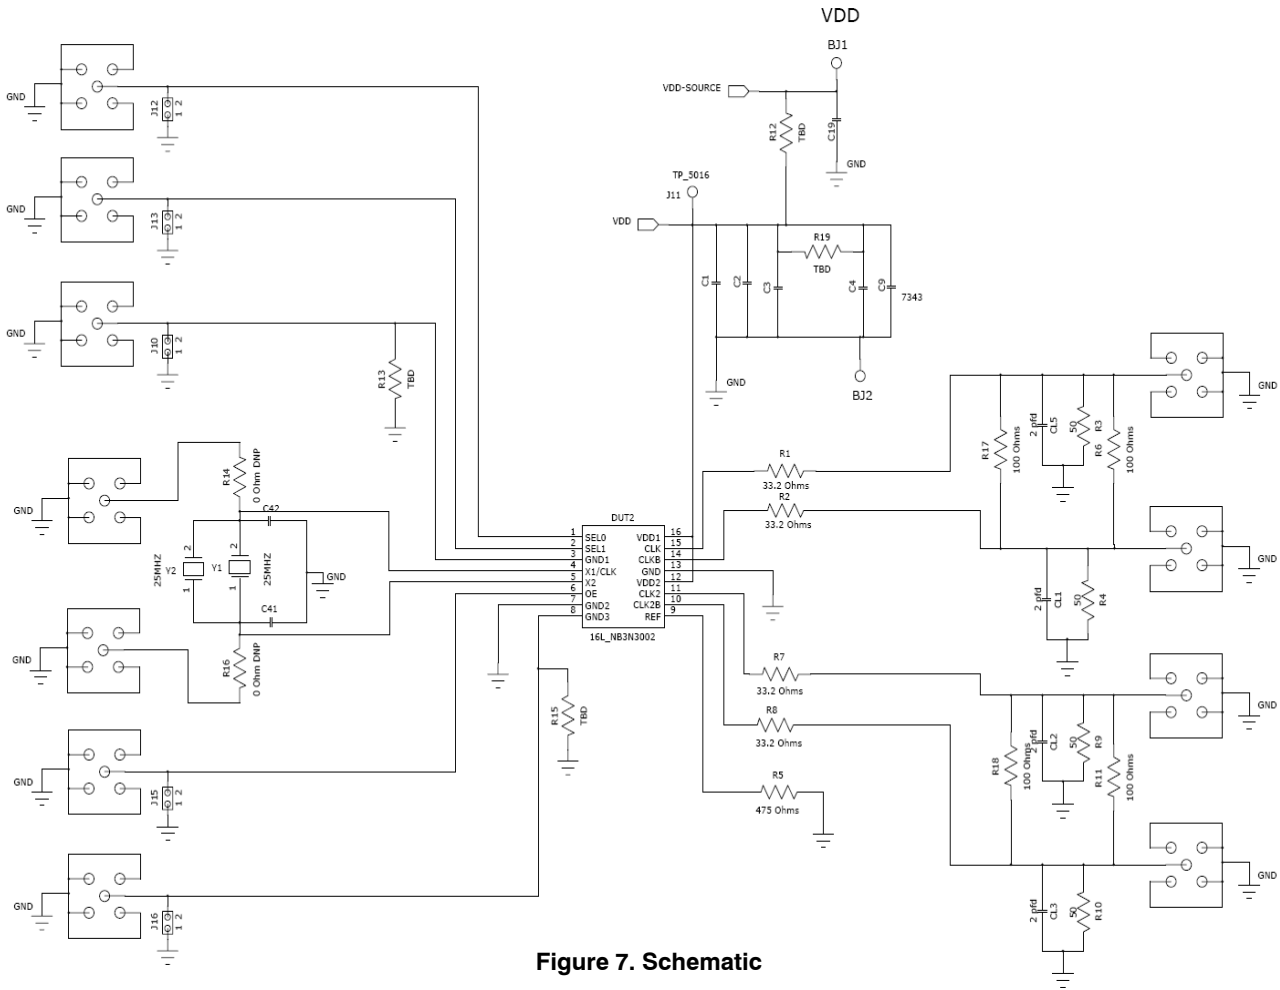 VDD
BJ1
VDD-SOURCE
R12
TBD
C19
GND
TP_5016
J11
VDD
C1
C2
C3
R19
TBD
C4
C9
7343
GND
BJ2
GND
J12
1 2
GND
J13
1 2
GND
J10
1 2
R13
TBD
GND
R14
0 Ohm DNP
C42
25MHZ
Y2
2
1
Y1
2
1
25MHZ
GND
C41
R16
0 Ohm DNP
GND
GND
J15
1 2
GND
J16
1 2
DUT2
1 SEL0 VDD1 16
2 SEL1 CLK 15
3 GND1 CLKB 14
4 X1/CLK GND 13
5 X2 VDD2 12
6 OE CLK2 11
7 GND2 CLK2B 10
8 GND3 REF 9
16L_NB3N3002
R15
TBD
R1
33.2 Ohms
R2
33.2 Ohms
R7
33.2 Ohms
R8
33.2 Ohms
R5
475 Ohms
R17
100 Ohms
2 pfd
CL5
50
R3
R6
100 Ohms
GND
2 pfd
CL1
50
R4
GND
R18
100 Ohms
2 pfd
CL2
50
R9
R11
100 Ohms
GND
2 pfd
CL3
50
R10
GND
Figure 7. Schematic